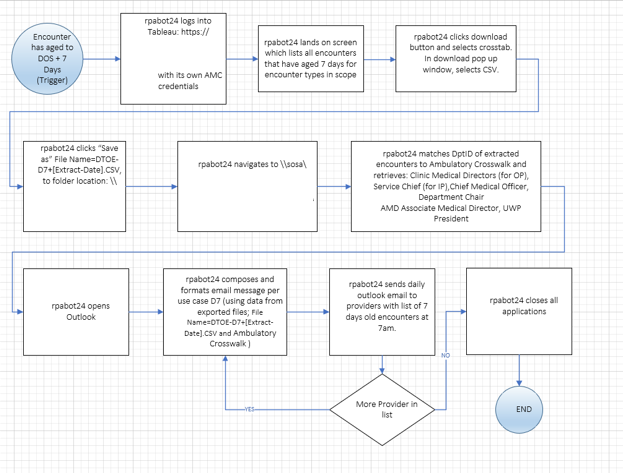 Encounter
has aged to
DOS + 7
Days
(Trigger)
rpabot24 logs into
Tableau: https://
with its own AMC
credentials
rpabot24 lands on screen
which lists all encounters
that have aged 7 days for
encounter types in scope
rpabot24 clicks download
button and selects crosstab.
In download pop up
window, selects CSV.
rpabot24 clicks "Save
as" File Name=DTOE-
D7+[Extract-Date].CSV,
to folder location: \\
rpabot24 navigates to \\sosa\
rpabot24 matches DptID of extracted
encounters to Ambulatory Crosswalk and
retrieves: Clinic Medical Directors (for OP),
Service Chief (for IP),Chief Medical Officer,
Department Chair
AMD Associate Medical Director, UWP
President
rpabot24 opens
Outlook
rpabot24 composes and
formats email message per
use case D7 (using data from
exported files; File
Name=DTOE-D7+[Extract-
Date].CSV and Ambulatory
Crosswalk )
rpabot24 sends daily
outlook email to
providers with list of 7
days old encounters at
7am.
rpabot24 closes all
applications
NO
More Provider in
list
YES
END